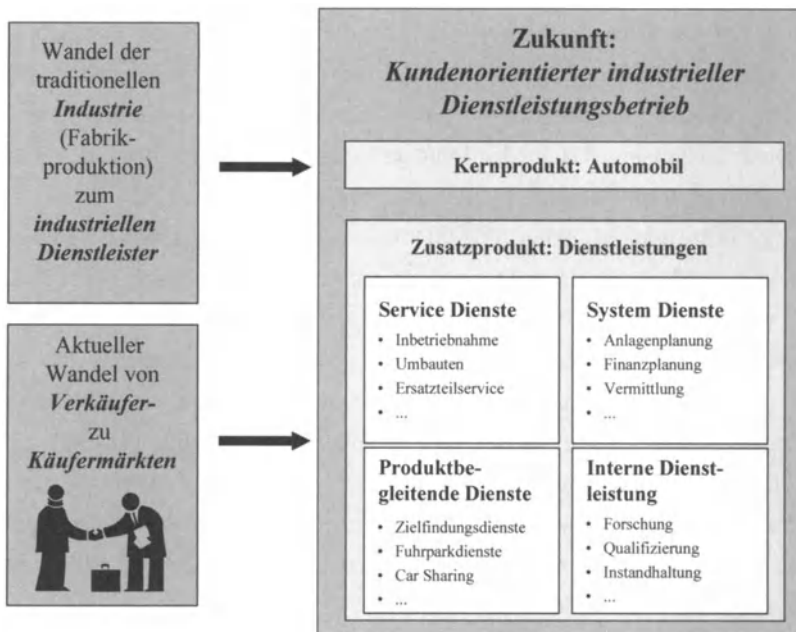 Wandel der
traditionellen
Industrie
(Fabrik-
produktion)
zum
industriellen
Dienstleister
Aktueller
Wandel von
Verkäufer-
zu
Käufermärkten
Zukunft:
Kundenorientierter industrieller
Dienstleistungsbetrieb
Kernprodukt: Automobil
Zusatzprodukt: Dienstleistungen
Service Dienste
• Inbetriebnahme
• Umbauten
• Ersatzteilservice
• ...
System Dienste
• Anlagenplanung
• Finanzplanung
• Vermittlung
• ...
Produktbe-
gleitende Dienste
• Zielfindungsdienste
• Fuhrparkdienste
• Car Sharing
• ...
Interne Dienst-
leistung
• Forschung
• Qualifizierung
• Instandhaltung
• ...